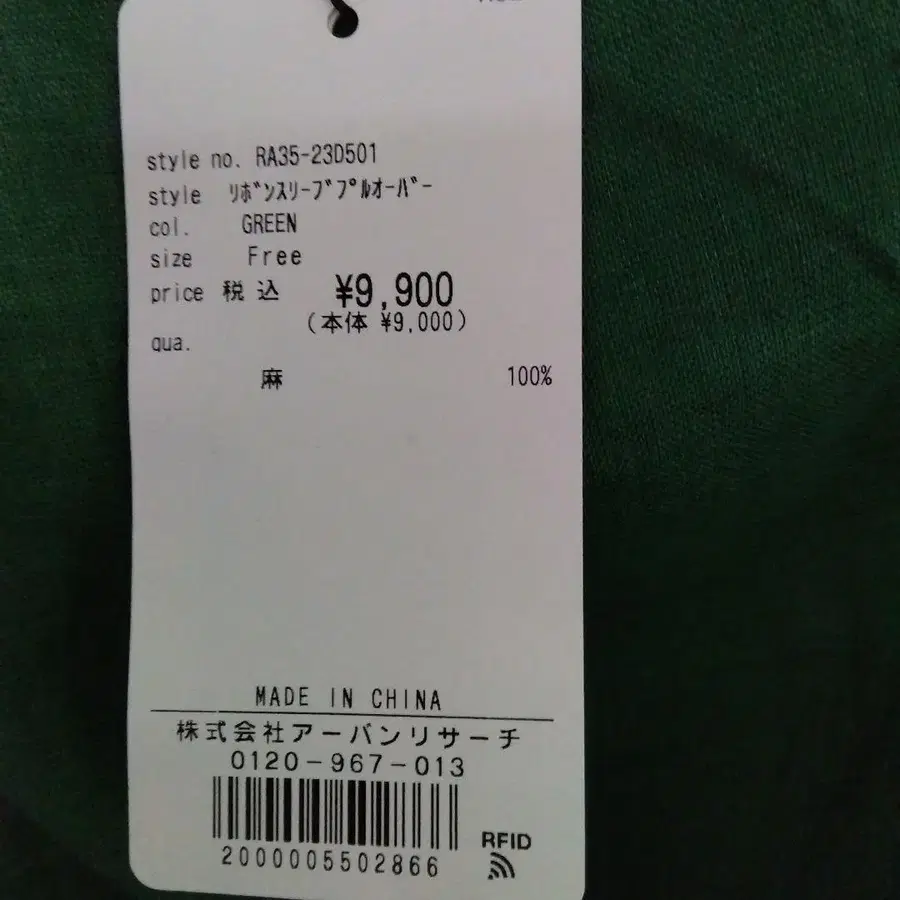 style no. RA35-23D501
style ﾘﾎﾞﾝｽﾘｰﾌﾞﾌﾟﾙｵｰﾊﾞｰ
col. GREEN
size Free
price 税込 ¥9,900
(本体 ¥9,000)
qua.
麻 100%
MADE IN CHINA
株式会社アーバンリサーチ
0120-967-013
2000005502866
RFID